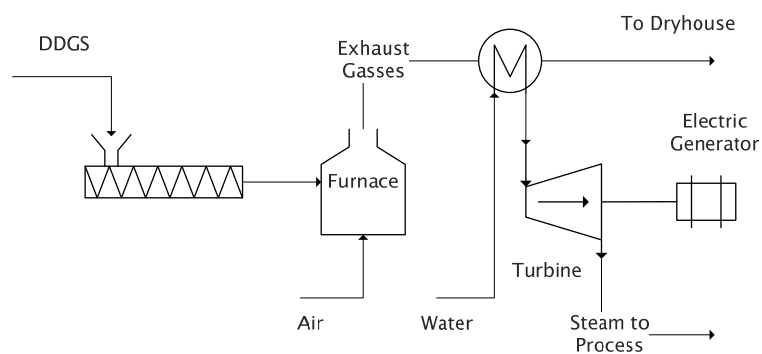 To Dryhouse
DDGS
Exhaust
Gasses
Electric
Generator
Furnace
Turbine
Air
Water
Steam to
Process